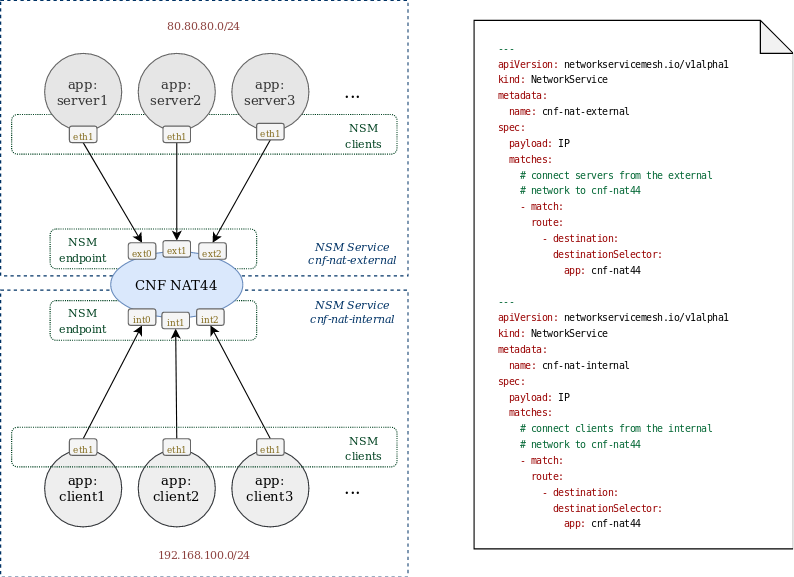 80.80.80.0/24
app:
server1
app:
server2
app:
server3
...
eth1
eth1
eth1
NSM
clients
NSM
endpoint
ext0
ext1
ext2
NSM Service
cnf-nat-external
CNF NAT44
NSM
endpoint
int0
int1
int2
NSM Service
cnf-nat-internal
eth1
eth1
eth1
NSM
clients
app:
client1
app:
client2
app:
client3
...
192.168.100.0/24
---
apiVersion: networkservicemesh.io/v1alpha1
kind: NetworkService
metadata:
  name: cnf-nat-external
spec:
  payload: IP
  matches:
    # connect servers from the external
    # network to cnf-nat44
    - match:
      route:
        - destination:
          destinationSelector:
            app: cnf-nat44
---
apiVersion: networkservicemesh.io/v1alpha1
kind: NetworkService
metadata:
  name: cnf-nat-internal
spec:
  payload: IP
  matches:
    # connect clients from the internal
    # network to cnf-nat44
    - match:
      route:
        - destination:
          destinationSelector:
            app: cnf-nat44